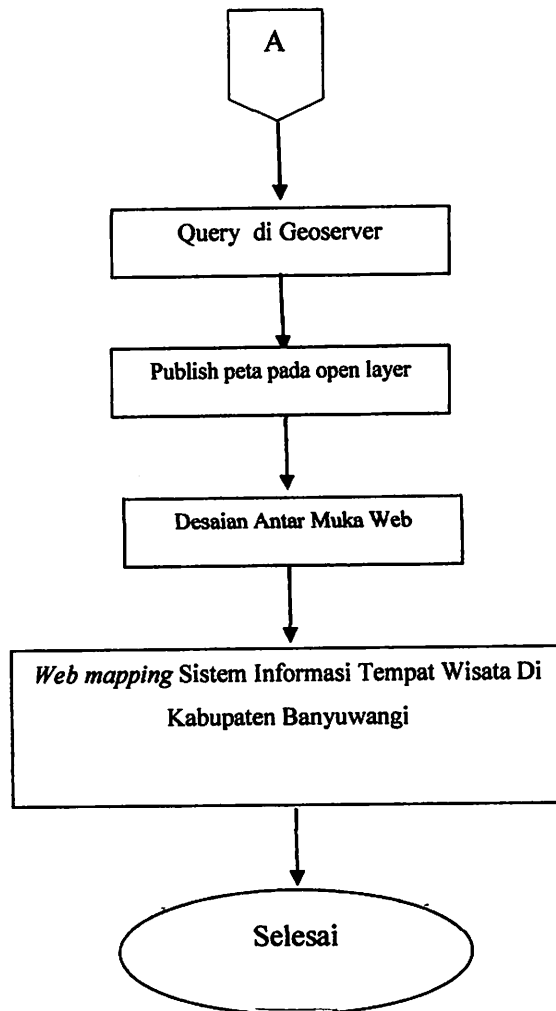 A
Query di Geoserver
Publish peta pada open layer
Desaian Antar Muka Web
Web mapping Sistem Informasi Tempat Wisata Di
Kabupaten Banyuwangi
Selesai